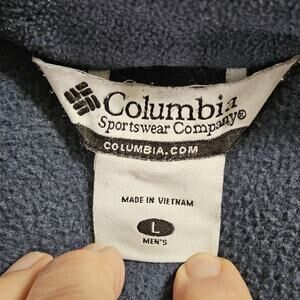 Columbia
Sportswear Company®
COLUMBIA.COM
MADE IN VIETNAM
L
MEN'S